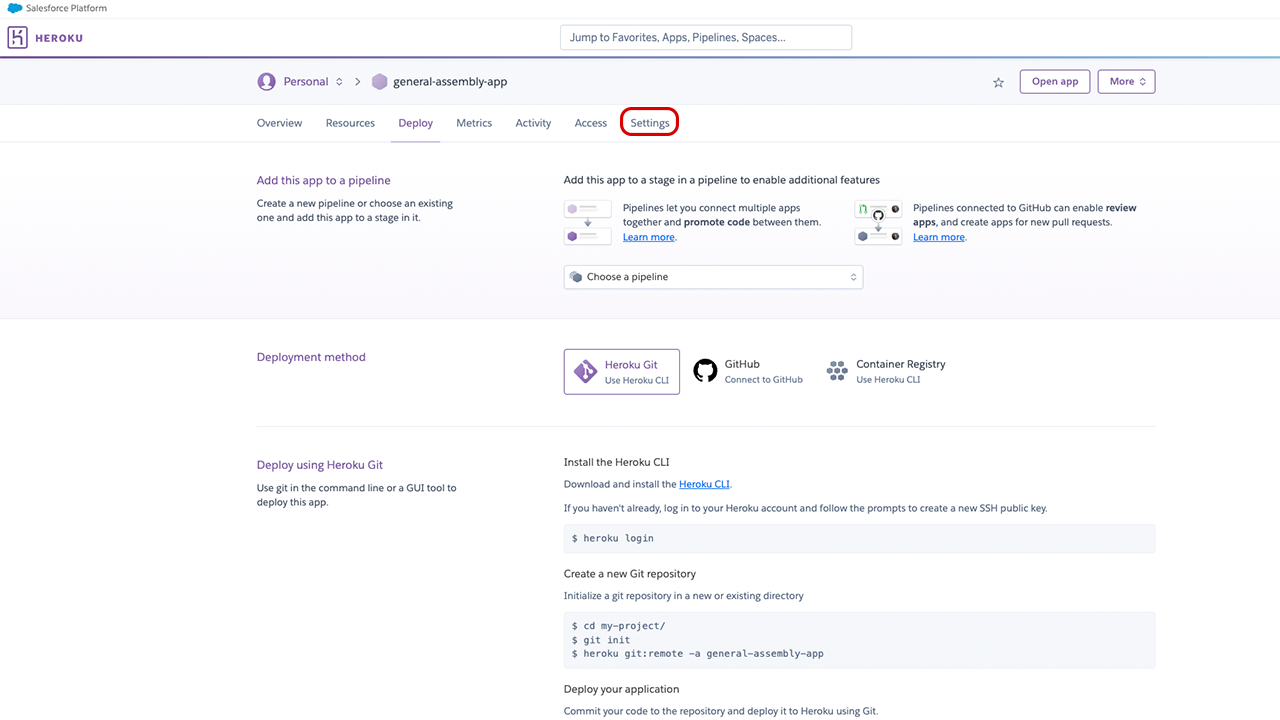 Salesforce Platform
HEROKU
Jump to Favorites, Apps, Pipelines, Spaces...
Personal
general-assembly-app
Open app
More
Overview
Resources
Deploy
Metrics
Activity
Access
Settings
Add this app to a pipeline
Create a new pipeline or choose an existing
one and add this app to a stage in it.
Add this app to a stage in a pipeline to enable additional features
Pipelines let you connect multiple apps
together and promote code between them.
Learn more.
Pipelines connected to GitHub can enable review
apps, and create apps for new pull requests.
Learn more.
Choose a pipeline
Deployment method
Heroku Git
Use Heroku CLI
GitHub
Connect to GitHub
Container Registry
Use Heroku CLI
Deploy using Heroku Git
Use git in the command line or a GUI tool to
deploy this app.
Install the Heroku CLI
Download and install the Heroku CLI.
If you haven't already, log in to your Heroku account and follow the prompts to create a new SSH public key.
$ heroku login
Create a new Git repository
Initialize a git repository in a new or existing directory
$ cd my-project/
$ git init
$ heroku git:remote -a general-assembly-app
Deploy your application
Commit your code to the repository and deploy it to Heroku using Git.